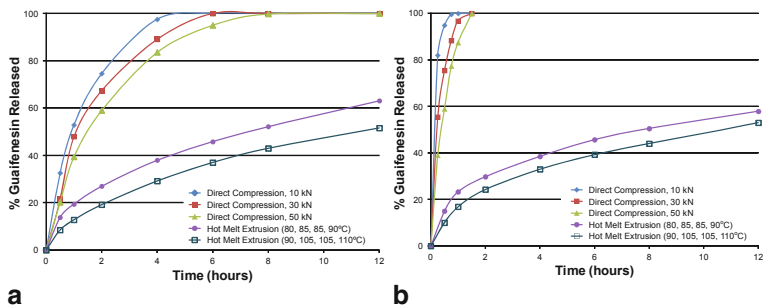 100
80
60
40
20
0
% Guaifenesin Released
Direct Compression, 10 kN
Direct Compression, 30 kN
Direct Compression, 50 kN
Hot Melt Extrusion (80, 85, 85, 90ºC)
Hot Melt Extrusion (90, 105, 105, 110ºC)
0 2 4 6 8 10 12
Time (hours)
a
100
80
60
40
20
0
% Guaifenesin Released
Direct Compression, 10 kN
Direct Compression, 30 kN
Direct Compression, 50 kN
Hot Melt Extrusion (80, 85, 85, 90ºC)
Hot Melt Extrusion (90, 105, 105, 110ºC)
0 2 4 6 8 10 12
Time (hours)
b